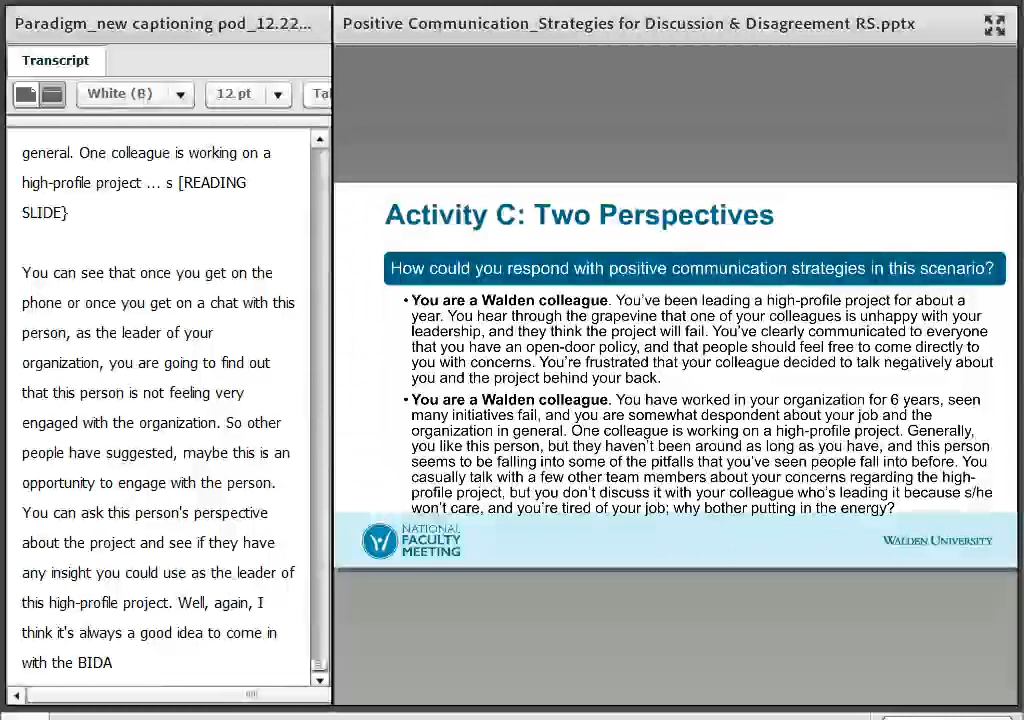 Paradigm_new captioning pod_12.22...
Transcript
White (B)
12 pt
general. One colleague is working on a
high-profile project ... s [READING
SLIDE}
You can see that once you get on the
phone or once you get on a chat with this
person, as the leader of your
organization, you are going to find out
that this person is not feeling very
engaged with the organization. So other
people have suggested, maybe this is an
opportunity to engage with the person.
You can ask this person's perspective
about the project and see if they have
any insight you could use as the leader of
this high-profile project. Well, again, I
think it's always a good idea to come in
with the BIDA
Positive Communication_Strategies for Discussion & Disagreement RS.pptx
Activity C: Two Perspectives
How could you respond with positive communication strategies in this scenario?
• You are a Walden colleague. You've been leading a high-profile project for about a
year. You hear through the grapevine that one of your colleagues is unhappy with your
leadership, and they think the project will fail. You've clearly communicated to everyone
that you have an open-door policy, and that people should feel free to come directly to
you with concerns. You're frustrated that your colleague decided to talk negatively about
you and the project behind your back.
• You are a Walden colleague. You have worked in your organization for 6 years, seen
many initiatives fail, and you are somewhat despondent about your job and the
organization in general. One colleague is working on a high-profile project. Generally,
you like this person, but they haven't been around as long as you have, and this person
seems to be falling into some of the pitfalls that you've seen people fall into before. You
casually talk with a few other team members about your concerns regarding the high-
profile project, but you don't discuss it with your colleague who's leading it because s/he
won't care, and you're tired of your job; why bother putting in the energy?
NATIONAL
FACULTY
MEETING
WALDEN UNIVERSITY